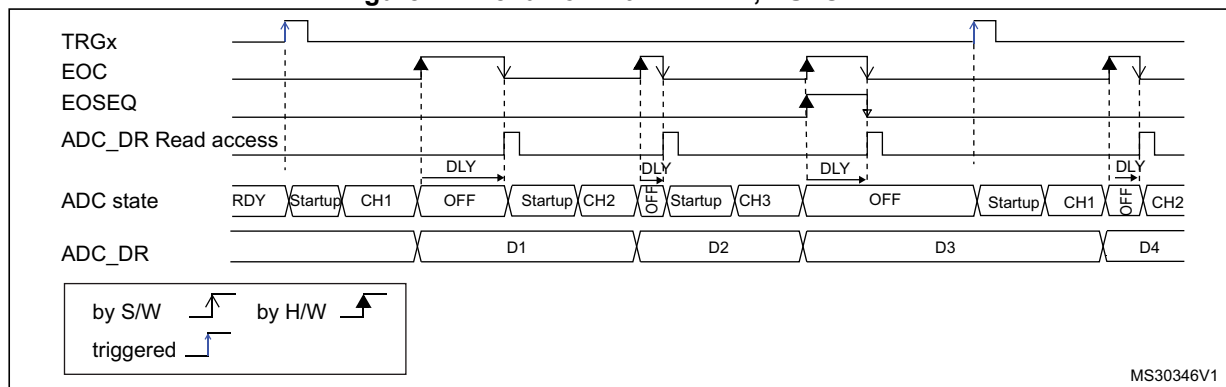 TRGx
EOC
EOSEQ
ADC_DR Read access
DLY DLY DLY DLY
ADC state RDY Startup CH1 OFF Startup CH2 OFF Startup CH3 OFF Startup CH1 OFF CH2
ADC_DR D1 D2 D3 D4
by S/W by H/W
triggered
MS30346V1